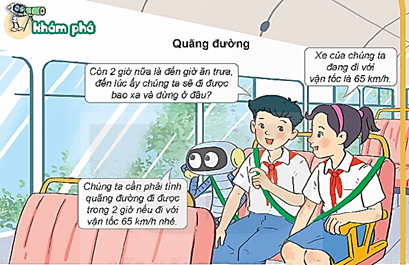 khám phá
Quãng đường
Còn 2 giờ nữa là đến giờ ăn trưa,
đến lúc ấy chúng ta sẽ đi được
bao xa và dừng ở đâu?
Xe của chúng ta
đang đi với
vận tốc là 65 km/h.
Chúng ta cần phải tính
quãng đường đi được
trong 2 giờ nếu đi với
vận tốc 65 km/h nhé.